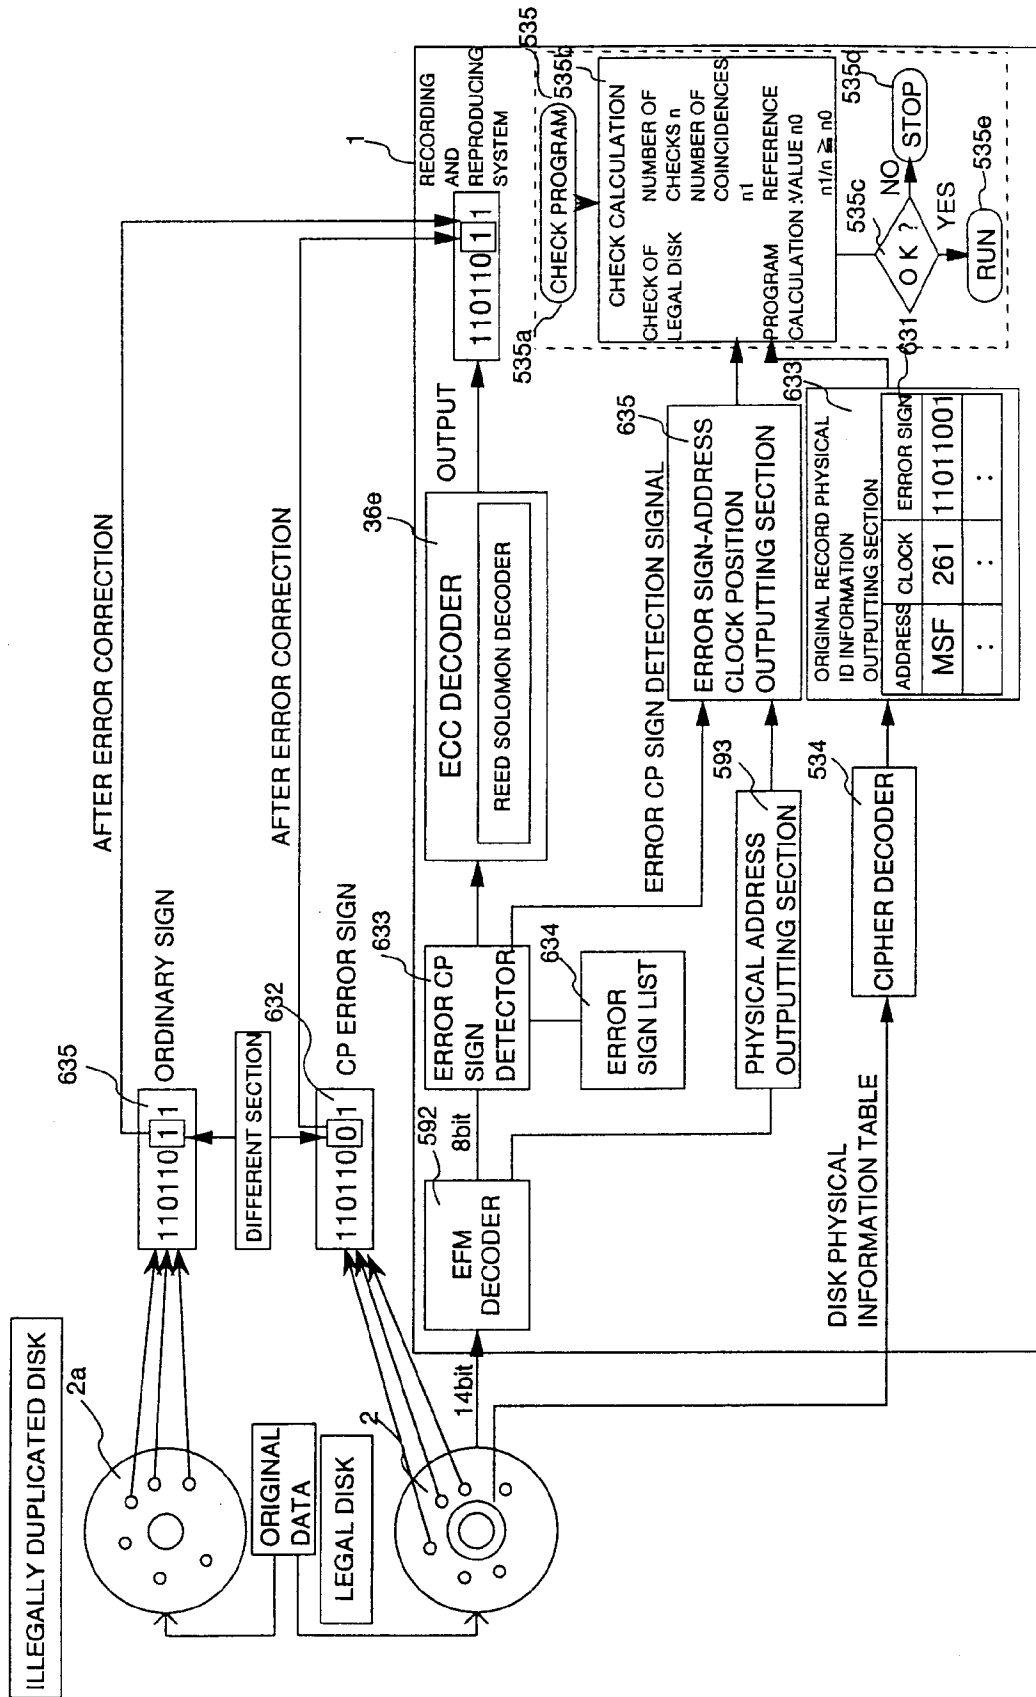 ILLEGALLY DUPLICATED DISK
2a
ORIGINAL
DATA
LEGAL DISK
2
635
ORDINARY SIGN
110110 1 1
DIFFERENT SECTION
632
CP ERROR SIGN
110110 0 1
AFTER ERROR CORRECTION
AFTER ERROR CORRECTION
1
RECORDING
AND
REPRODUCING
SYSTEM
110110 1 1
14bit
592
EFM
DECODER
8bit
633
ERROR CP
SIGN
DETECTOR
634
ERROR
SIGN LIST
36e
ECC DECODER
REED SOLOMON DECODER
OUTPUT
ERROR CP SIGN DETECTION SIGNAL
593
PHYSICAL ADDRESS
OUTPUTTING SECTION
635
ERROR SIGN-ADDRESS
CLOCK POSITION
OUTPUTTING SECTION
DISK PHYSICAL
INFORMATION TABLE
534
CIPHER DECODER
633
ORIGINAL RECORD PHYSICAL
ID INFORMATION
OUTPUTTING SECTION
631
ADDRESS CLOCK ERROR SIGN
MSF 261 11011001
: : :
535
535a
CHECK PROGRAM
535b
CHECK CALCULATION
CHECK OF
LEGAL DISK
NUMBER OF
CHECKS n
NUMBER OF
COINCIDENCES
n1
PROGRAM REFERENCE
CALCULATION :VALUE n0
n1/n ≧ n0
535c
OK ?
NO
STOP
535d
YES
RUN
535e